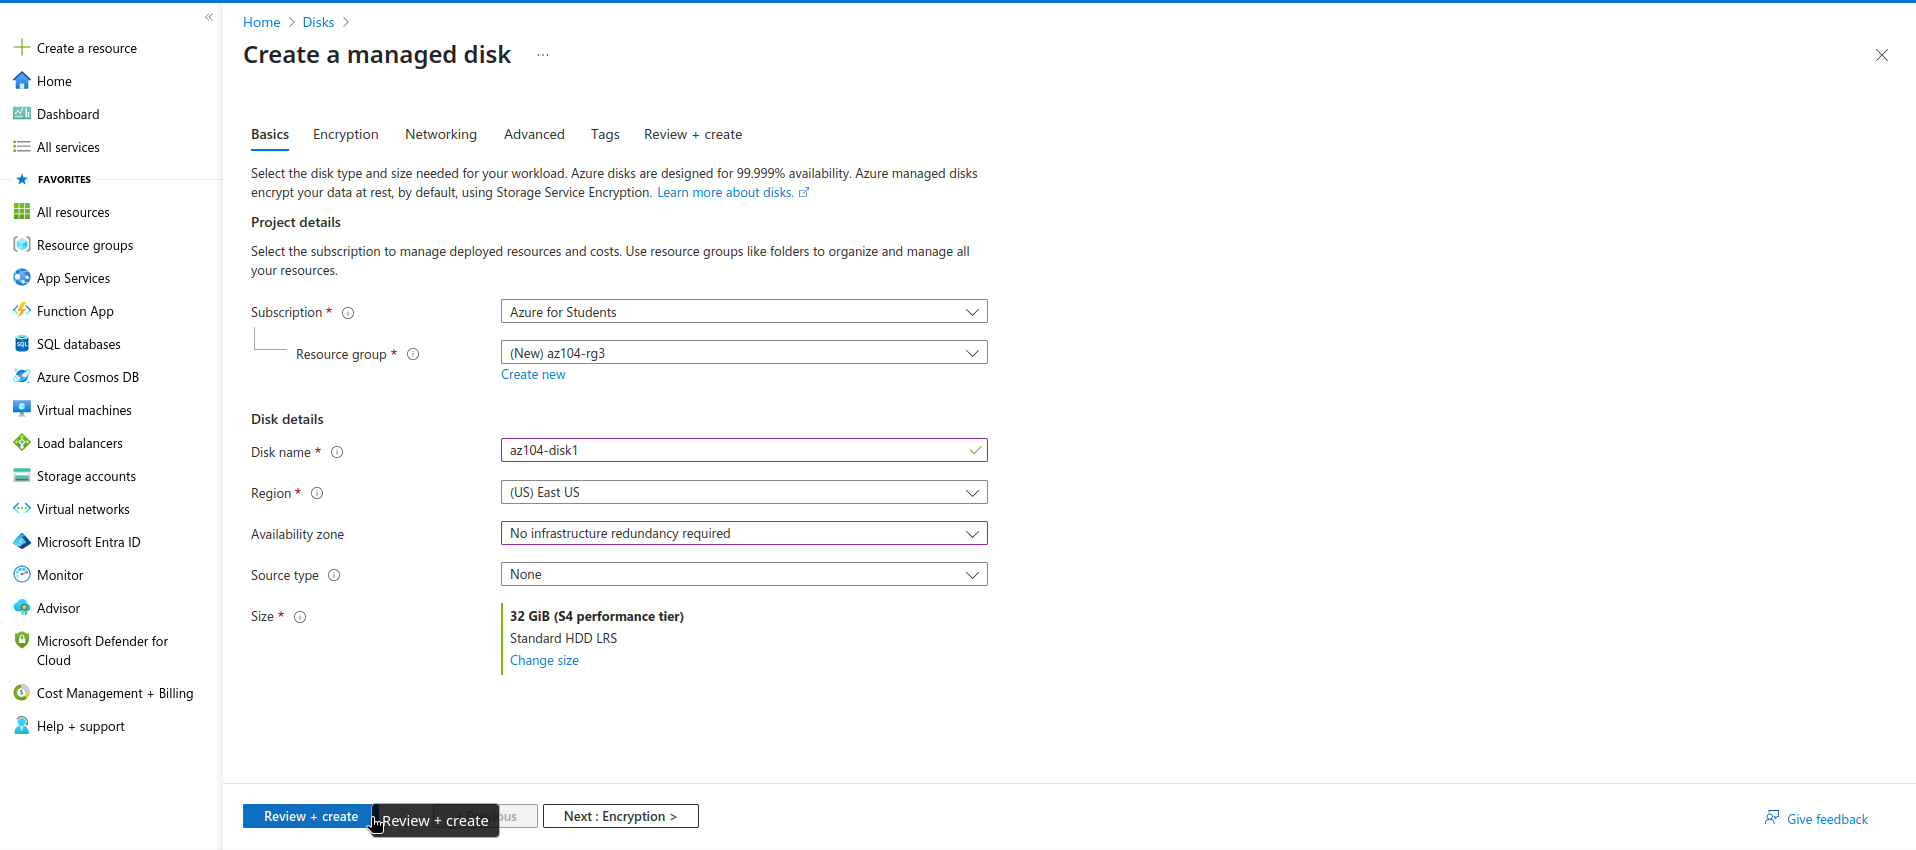 «
Create a resource
Home
Dashboard
All services
FAVORITES
All resources
Resource groups
App Services
Function App
SQL databases
Azure Cosmos DB
Virtual machines
Load balancers
Storage accounts
Virtual networks
Microsoft Entra ID
Monitor
Advisor
Microsoft Defender for
Cloud
Cost Management + Billing
Help + support
Home > Disks >
Create a managed disk ...
Basics Encryption Networking Advanced Tags Review + create
Select the disk type and size needed for your workload. Azure disks are designed for 99.999% availability. Azure managed disks
encrypt your data at rest, by default, using Storage Service Encryption. Learn more about disks.
Project details
Select the subscription to manage deployed resources and costs. Use resource groups like folders to organize and manage all
your resources.
Subscription * Azure for Students
Resource group * (New) az104-rg3
Create new
Disk details
Disk name * az104-disk1
Region * (US) East US
Availability zone No infrastructure redundancy required
Source type None
Size * 32 GiB (S4 performance tier)
Standard HDD LRS
Change size
Review + create Review + create Next : Encryption >
Give feedback